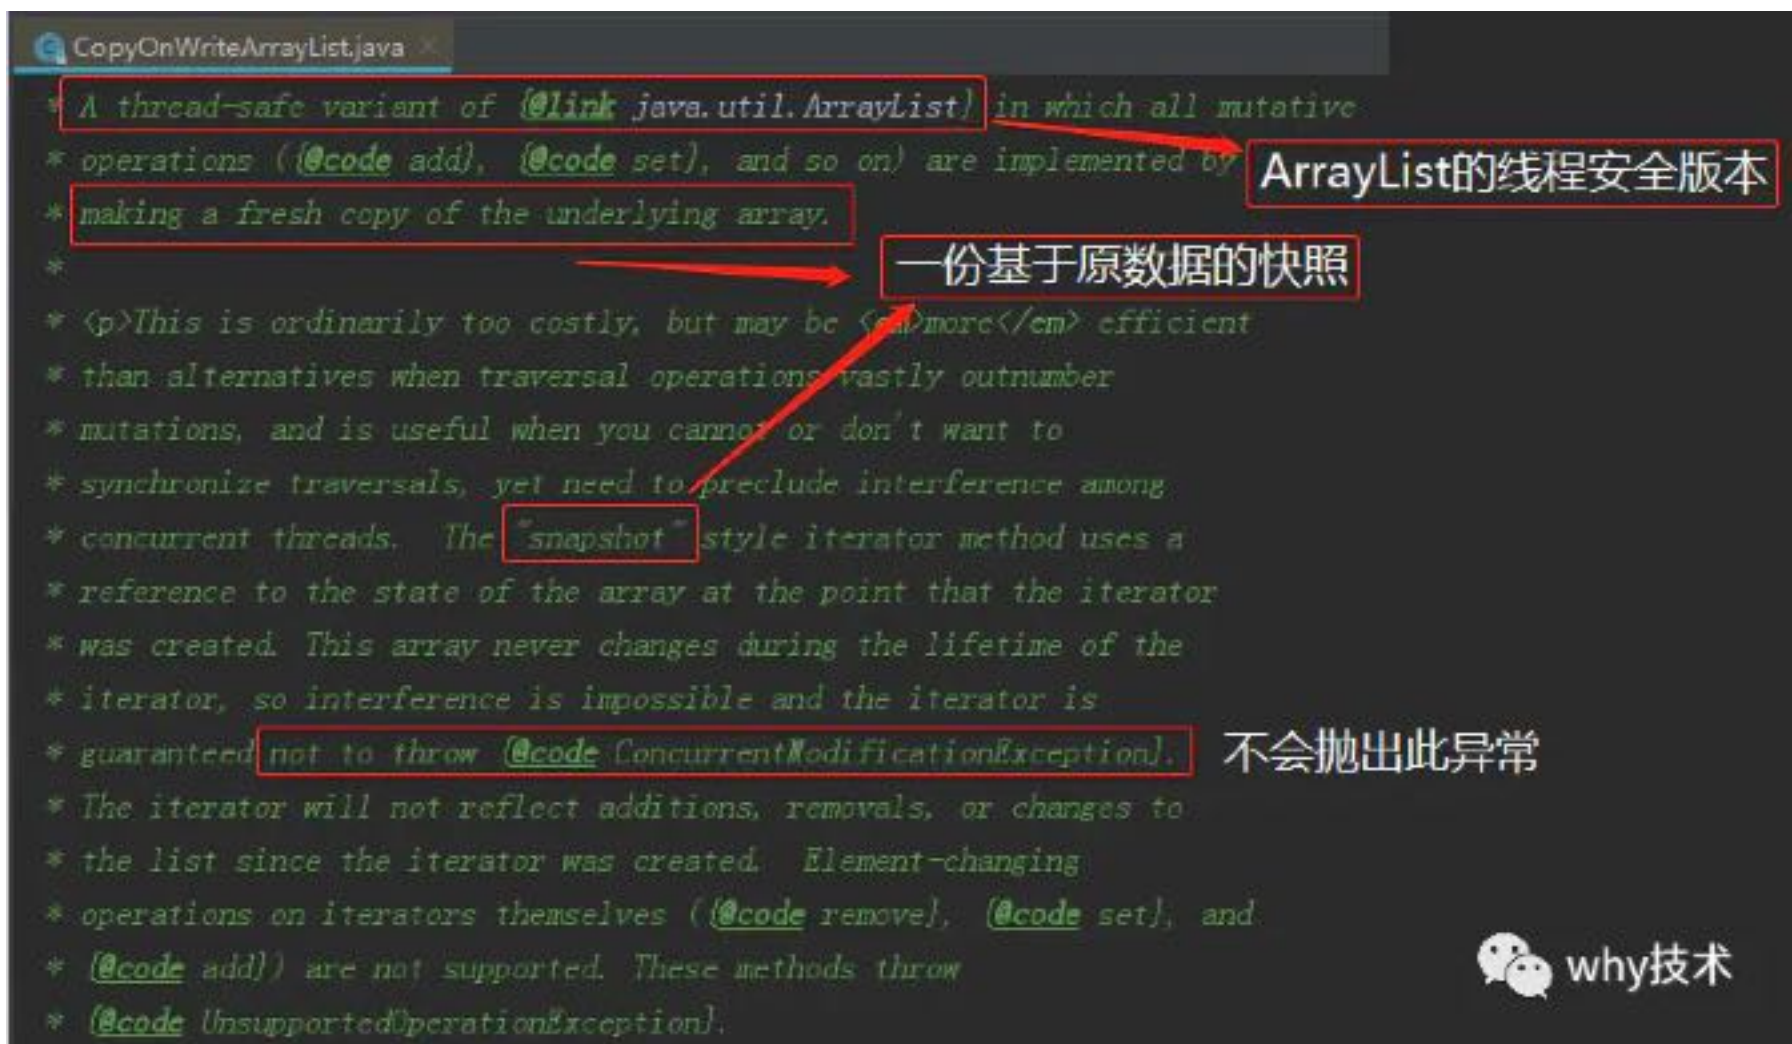 CopyOnWriteArrayList.java
* A thread-safe variant of {@link java.util.ArrayList} in which all mutative
* operations ({@code add}, {@code set}, and so on) are implemented by
ArrayList的线程安全版本
* making a fresh copy of the underlying array.
*
一份基于原数据的快照
* <p>This is ordinarily too costly, but may be <em>more</em> efficient
* than alternatives when traversal operations vastly outnumber
* mutations, and is useful when you cannot or don't want to
* synchronize traversals, yet need to preclude interference among
* concurrent threads.  The "snapshot" style iterator method uses a
* reference to the state of the array at the point that the iterator
* was created. This array never changes during the lifetime of the
* iterator, so interference is impossible and the iterator is
* guaranteed not to throw {@code ConcurrentModificationException}.
不会抛出此异常
* The iterator will not reflect additions, removals, or changes to
* the list since the iterator was created.  Element-changing
* operations on iterators themselves ({@code remove}, {@code set}, and
* {@code add}) are not supported. These methods throw
* {@code UnsupportedOperationException}.
why技术